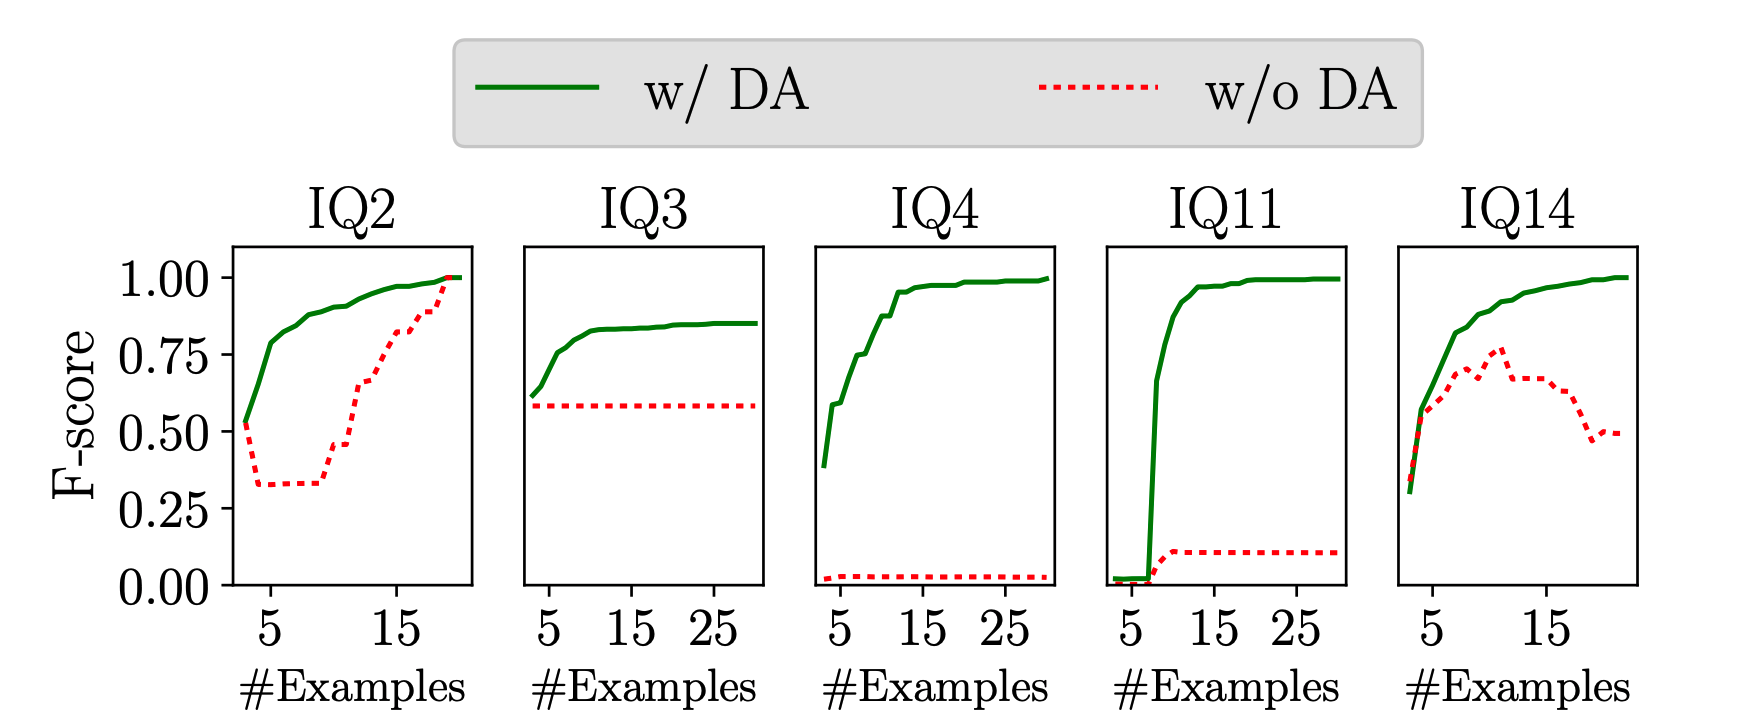 w/ DA w/o DA
IQ2 IQ3 IQ4 IQ11 IQ14
F-score
1.00
0.75
0.50
0.25
0.00
5 15 5 15 25 5 15 25 5 15 25 5 15
#Examples #Examples #Examples #Examples #Examples